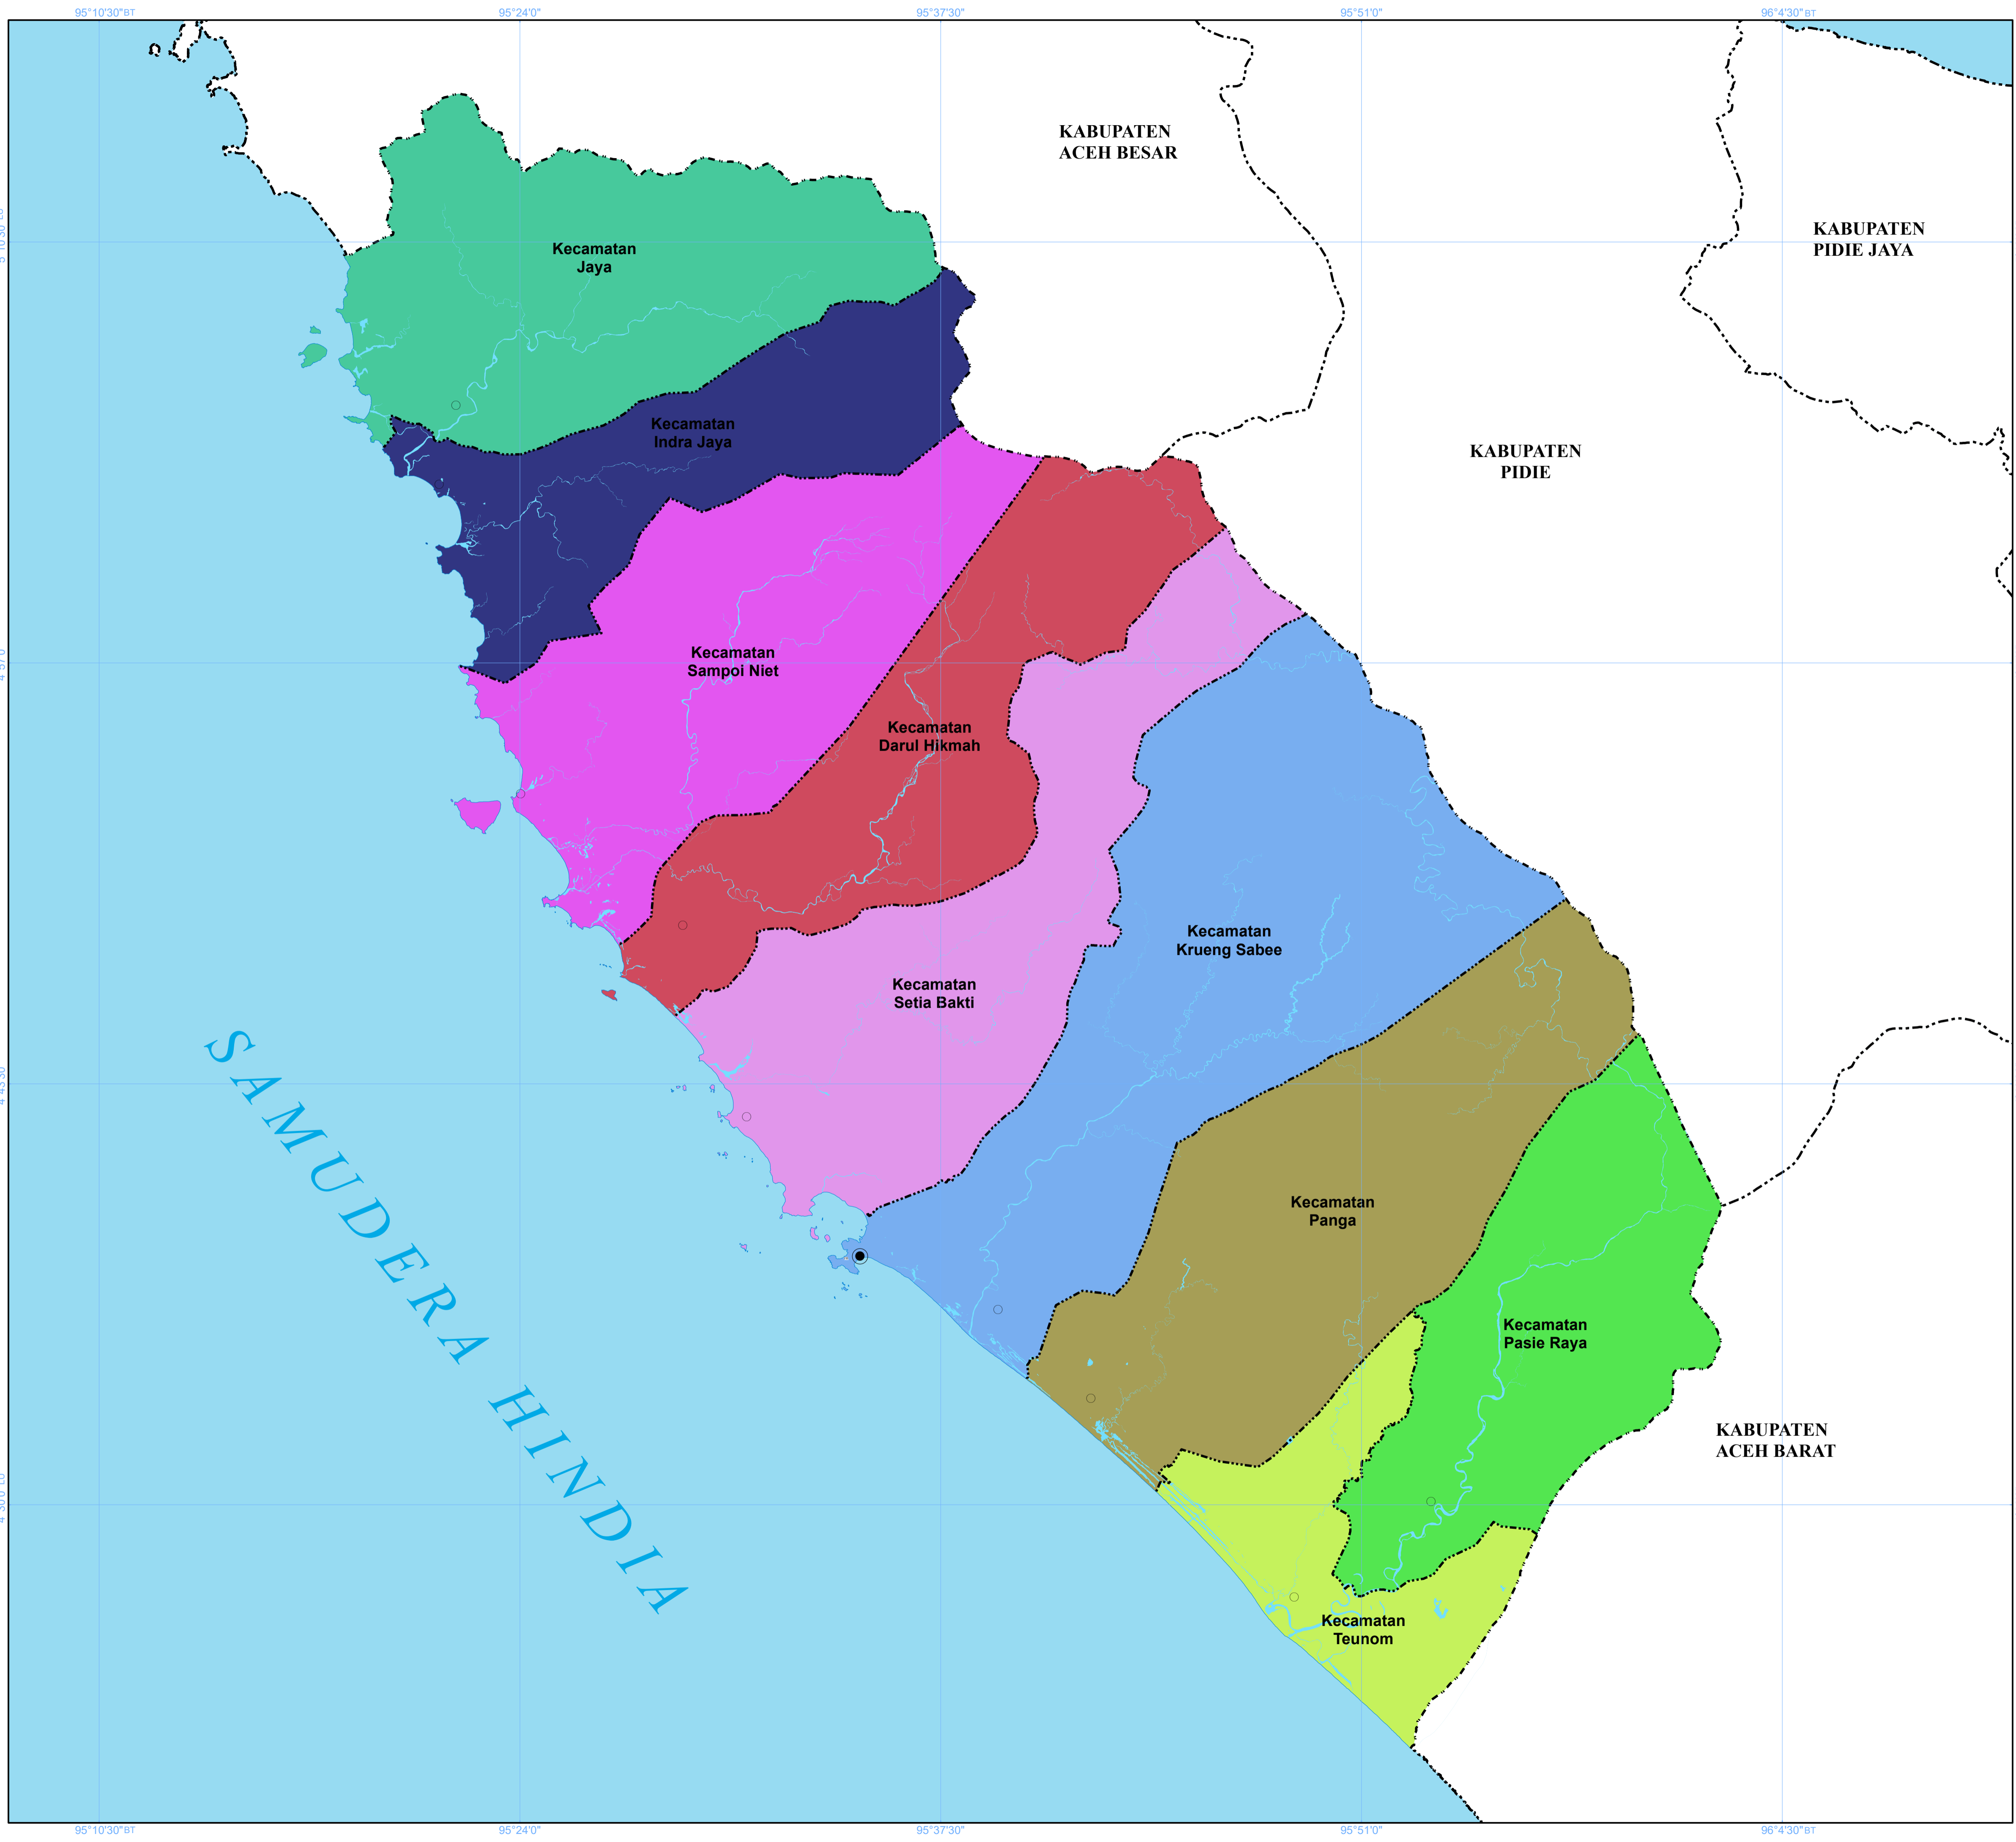 95°10'30"BT
95°24'0"
95°37'30"
95°51'0"
96°4'30"BT
KABUPATEN
ACEH BESAR
KABUPATEN
PIDIE JAYA
Kecamatan
Jaya
Kecamatan
Indra Jaya
KABUPATEN
PIDIE
Kecamatan
Sampoi Niet
Kecamatan
Darul Hikmah
Kecamatan
Krueng Sabee
Kecamatan
Setia Bakti
SAMUDERA HINDIA
Kecamatan
Panga
Kecamatan
Pasie Raya
KABUPATEN
ACEH BARAT
Kecamatan
Teunom
95°10'30"BT
95°24'0"
95°37'30"
95°51'0"
96°4'30"BT